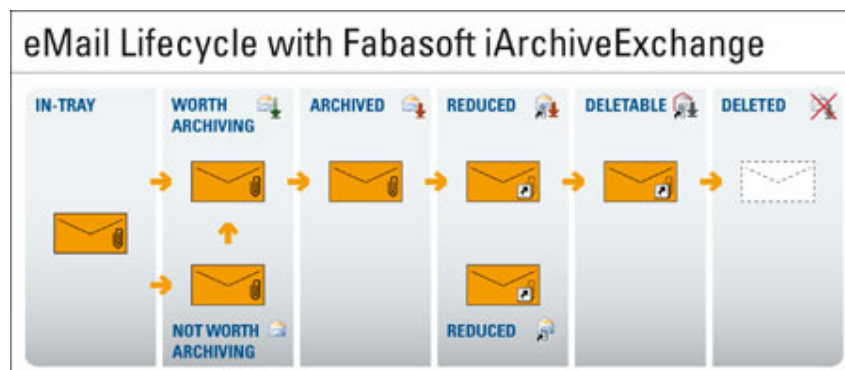 eMail Lifecycle with Fabasoft iArchiveExchange
IN-TRAY
WORTH
ARCHIVING
ARCHIVED
REDUCED
DELETABLE
DELETED
NOT WORTH
ARCHIVING
REDUCED